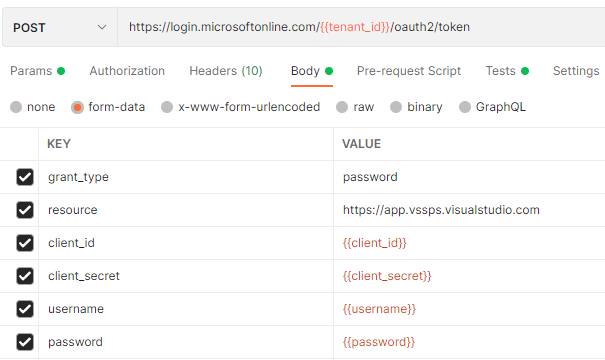 POST https://login.microsoftonline.com/{{tenant_id}}/oauth2/token
Params Authorization Headers (10) Body Pre-request Script Tests Settings
none form-data x-www-form-urlencoded raw binary GraphQL
KEY VALUE
grant_type password
resource https://app.vssps.visualstudio.com
client_id {{client_id}}
client_secret {{client_secret}}
username {{username}}
password {{password}}